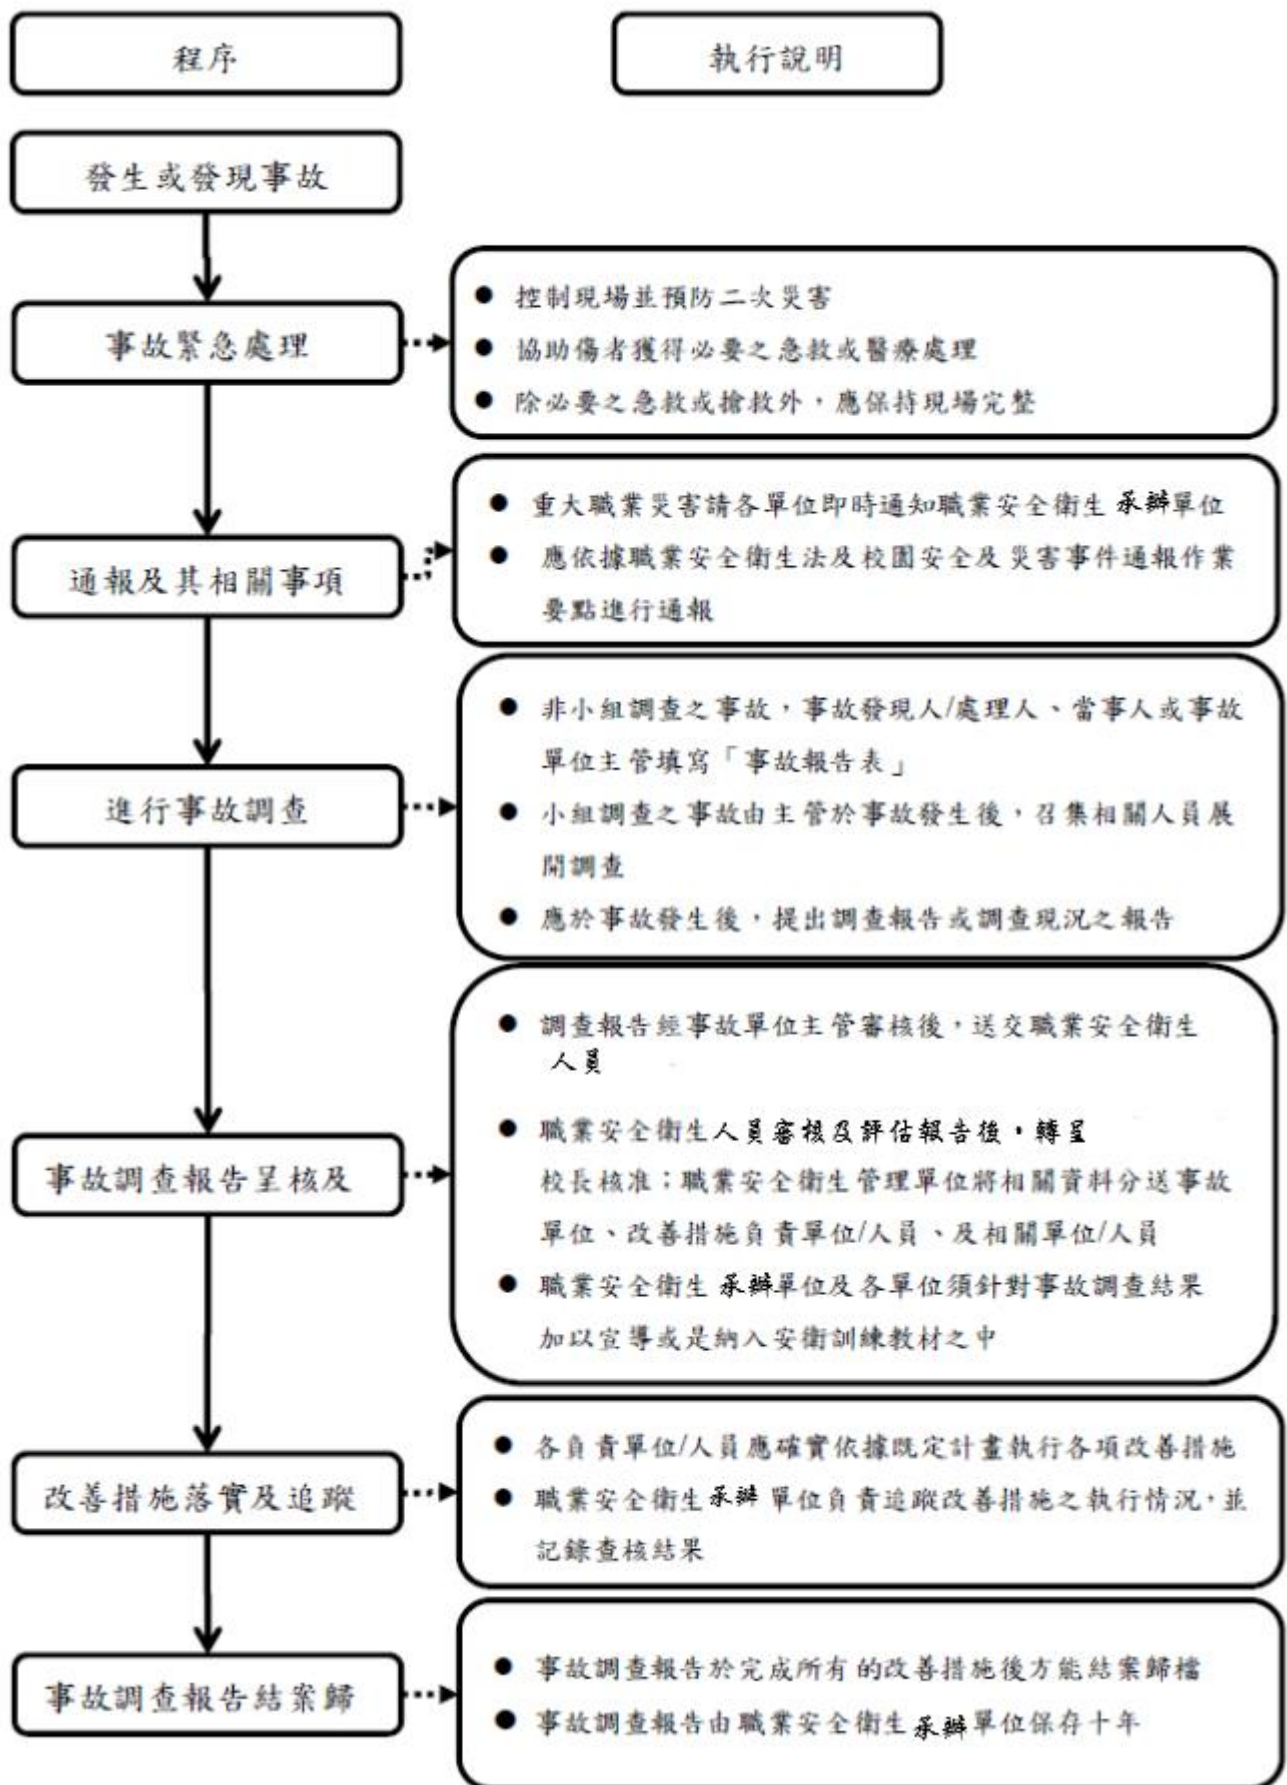 程序
執行說明
發生或發現事故
事故緊急處理
● 控制現場並預防二次災害
● 協助傷者獲得必要之急救或醫療處理
● 除必要之急救或搶救外，應保持現場完整
通報及其相關事項
● 重大職業災害請各單位即時通知職業安全衛生承辦單位
● 應依據職業安全衛生法及校園安全及災害事件通報作業
要點進行通報
進行事故調查
● 非小組調查之事故，事故發現人/處理人、當事人或事故
單位主管填寫「事故報告表」
● 小組調查之事故由主管於事故發生後，召集相關人員展
開調查
● 應於事故發生後，提出調查報告或調查現況之報告
事故調查報告呈核及
● 調查報告經事故單位主管審核後，送交職業安全衛生
人員
● 職業安全衛生人員審核及評估報告後，轉呈
校長核准；職業安全衛生管理單位將相關資料分送事故
單位、改善措施負責單位/人員、及相關單位/人員
● 職業安全衛生承辦單位及各單位須針對事故調查結果
加以宣導或是納入安衛訓練教材之中
改善措施落實及追蹤
● 各負責單位/人員應確實依據既定計畫執行各項改善措施
● 職業安全衛生承辦單位負責追蹤改善措施之執行情況，並
記錄查核結果
事故調查報告結案歸
● 事故調查報告於完成所有的改善措施後方能結案歸檔
● 事故調查報告由職業安全衛生承辦單位保存十年